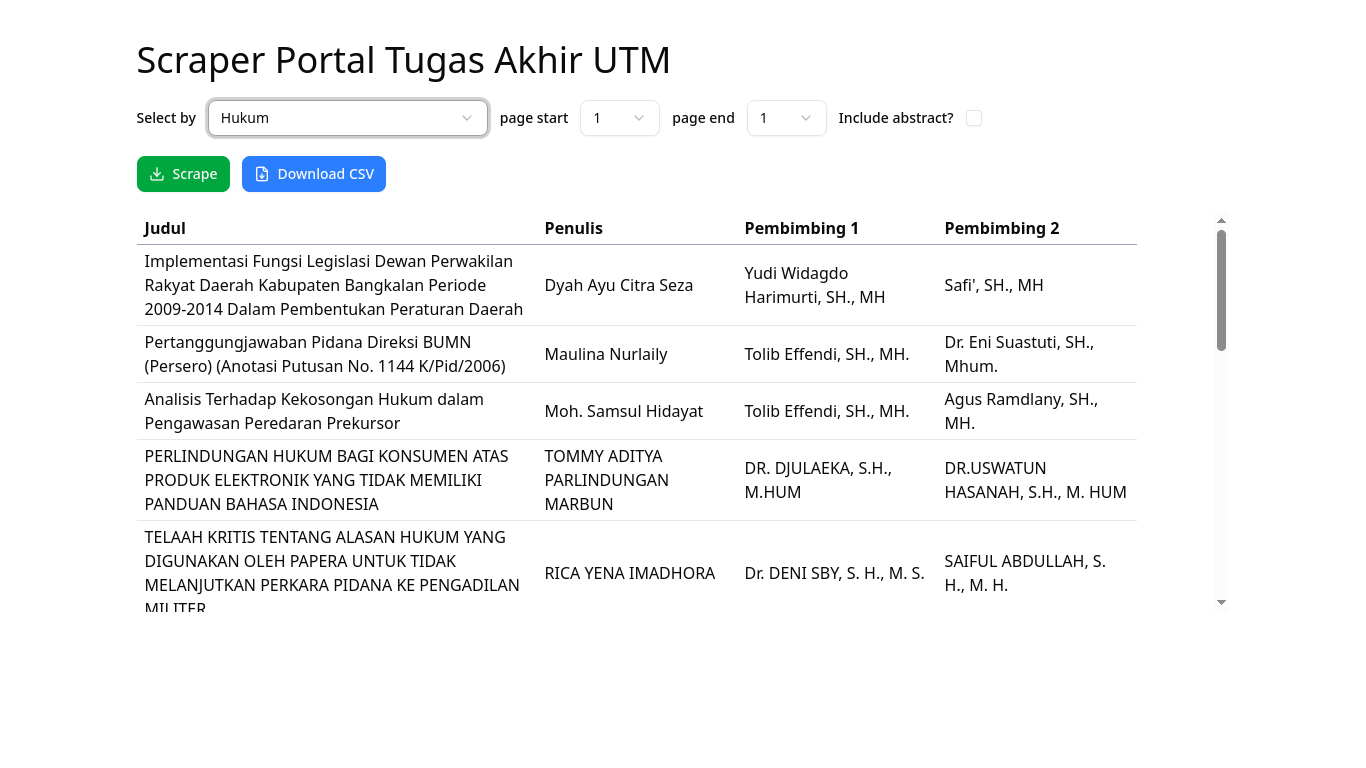 Scraper Portal Tugas Akhir UTM
Select by Hukum page start 1 page end 1 Include abstract?
Scrape Download CSV
Judul Penulis Pembimbing 1 Pembimbing 2
Implementasi Fungsi Legislasi Dewan Perwakilan
Rakyat Daerah Kabupaten Bangkalan Periode
2009-2014 Dalam Pembentukan Peraturan Daerah
Dyah Ayu Citra Seza
Yudi Widagdo
Harimurti, SH., MH
Safi', SH., MH
Pertanggungjawaban Pidana Direksi BUMN
(Persero) (Anotasi Putusan No. 1144 K/Pid/2006)
Maulina Nurlaily
Tolib Effendi, SH., MH.
Dr. Eni Suastuti, SH.,
Mhum.
Analisis Terhadap Kekosongan Hukum dalam
Pengawasan Peredaran Prekursor
Moh. Samsul Hidayat
Tolib Effendi, SH., MH.
Agus Ramdlany, SH.,
MH.
PERLINDUNGAN HUKUM BAGI KONSUMEN ATAS
PRODUK ELEKTRONIK YANG TIDAK MEMILIKI
PANDUAN BAHASA INDONESIA
TOMMY ADITYA
PARLINDUNGAN
MARBUN
DR. DJULAEKA, S.H.,
M.HUM
DR.USWATUN
HASANAH, S.H., M. HUM
TELAAH KRITIS TENTANG ALASAN HUKUM YANG
DIGUNAKAN OLEH PAPERA UNTUK TIDAK
MELANJUTKAN PERKARA PIDANA KE PENGADILAN
MILITER
RICA YENA IMADHORA
Dr. DENI SBY, S. H., M. S.
SAIFUL ABDULLAH, S.
H., M. H.